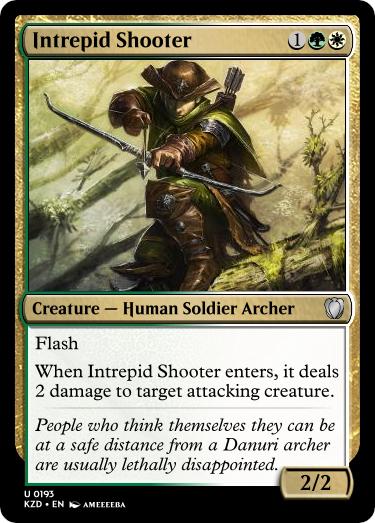 Intrepid Shooter 1
Creature — Human Soldier Archer
Flash
When Intrepid Shooter enters, it deals
2 damage to target attacking creature.
People who think themselves they can be
at a safe distance from a Danuri archer
are usually lethally disappointed.
2/2
U 0193
KZD • EN AMEEEEBA